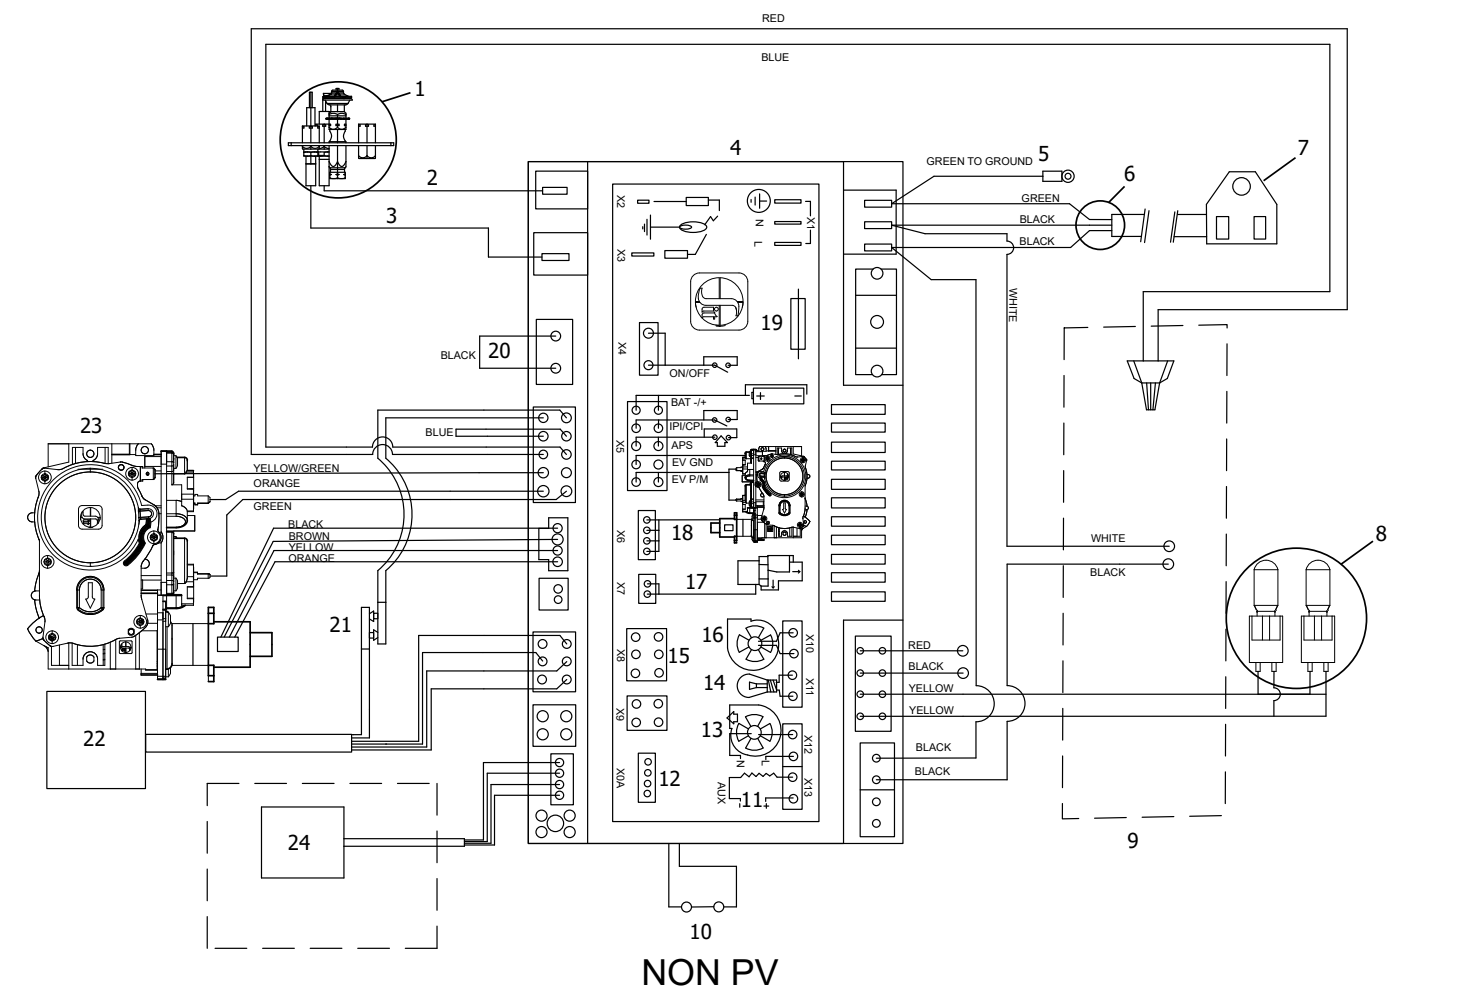 RED
BLUE
1
2
3
4
GREEN TO GROUND
5
6
7
GREEN
BLACK
BLACK
WHITE
X2
X3
X1
N
L
19
X4
ON/OFF
BLACK
20
BAT -/+
IPI/CPI
APS
EV GND
EV P/M
X5
+
−
BLUE
23
YELLOW/GREEN
ORANGE
GREEN
BLACK
BROWN
YELLOW
ORANGE
X6
18
X7
17
WHITE
BLACK
8
21
X8
15
16
X10
14
X11
RED
BLACK
YELLOW
YELLOW
22
X9
13
N
L
X12
BLACK
BLACK
X0A
12
AUX
11
+
X13
24
9
10
NON PV